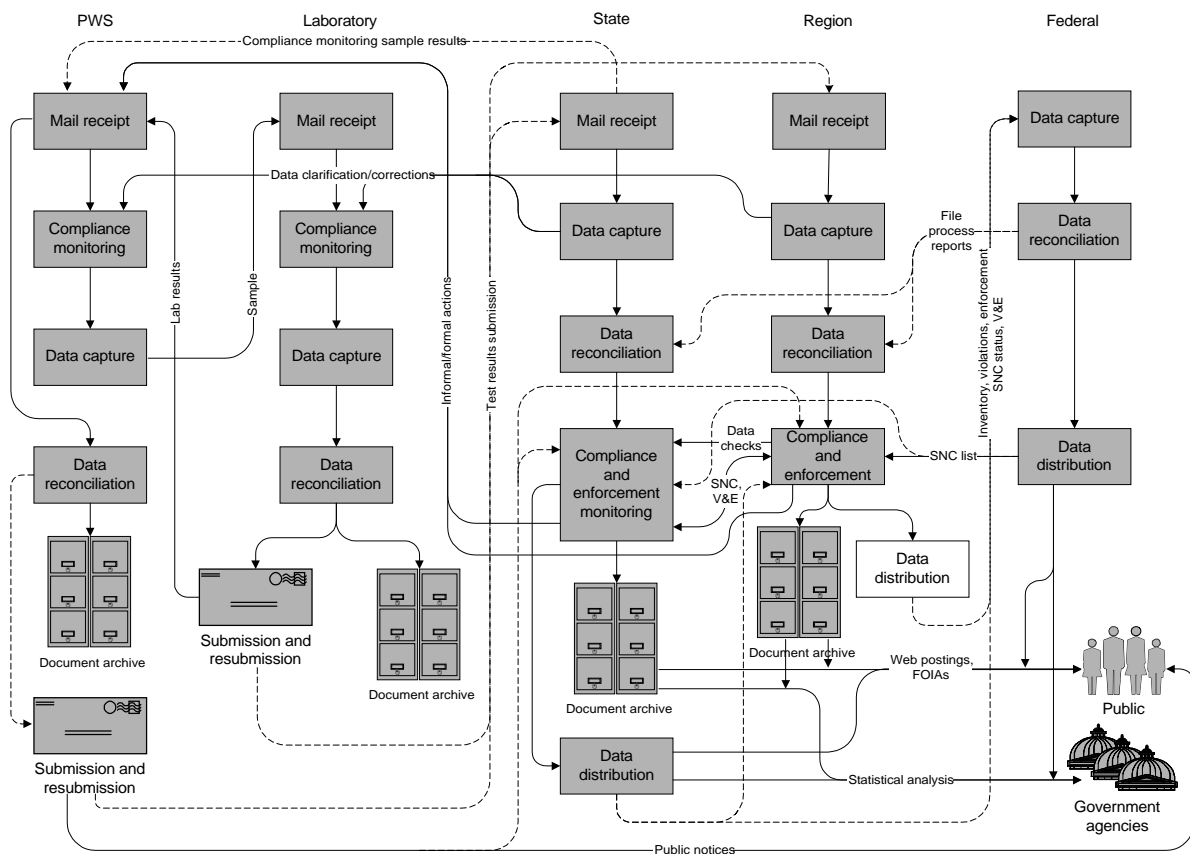 PWS
Laboratory
State
Region
Federal
Compliance monitoring sample results
Mail receipt
Mail receipt
Mail receipt
Mail receipt
Data capture
Data clarification/corrections
Compliance
monitoring
Compliance
monitoring
Data capture
Data capture
File
process
reports
Data
reconciliation
Lab results
Sample
Informal/formal actions
Test results submission
Inventory, violations, enforcement
SNC status, V&E
Data capture
Data capture
Data
reconciliation
Data
reconciliation
Data
reconciliation
Data
reconciliation
Compliance
and
enforcement
monitoring
Data
checks
SNC,
V&E
Compliance
and
enforcement
SNC list
Data
distribution
Data
distribution
Document archive
Submission and
resubmission
Document archive
Document archive
Document archive
Web postings,
FOIAs
Public
Submission and
resubmission
Data
distribution
Statistical analysis
Government
agencies
Public notices